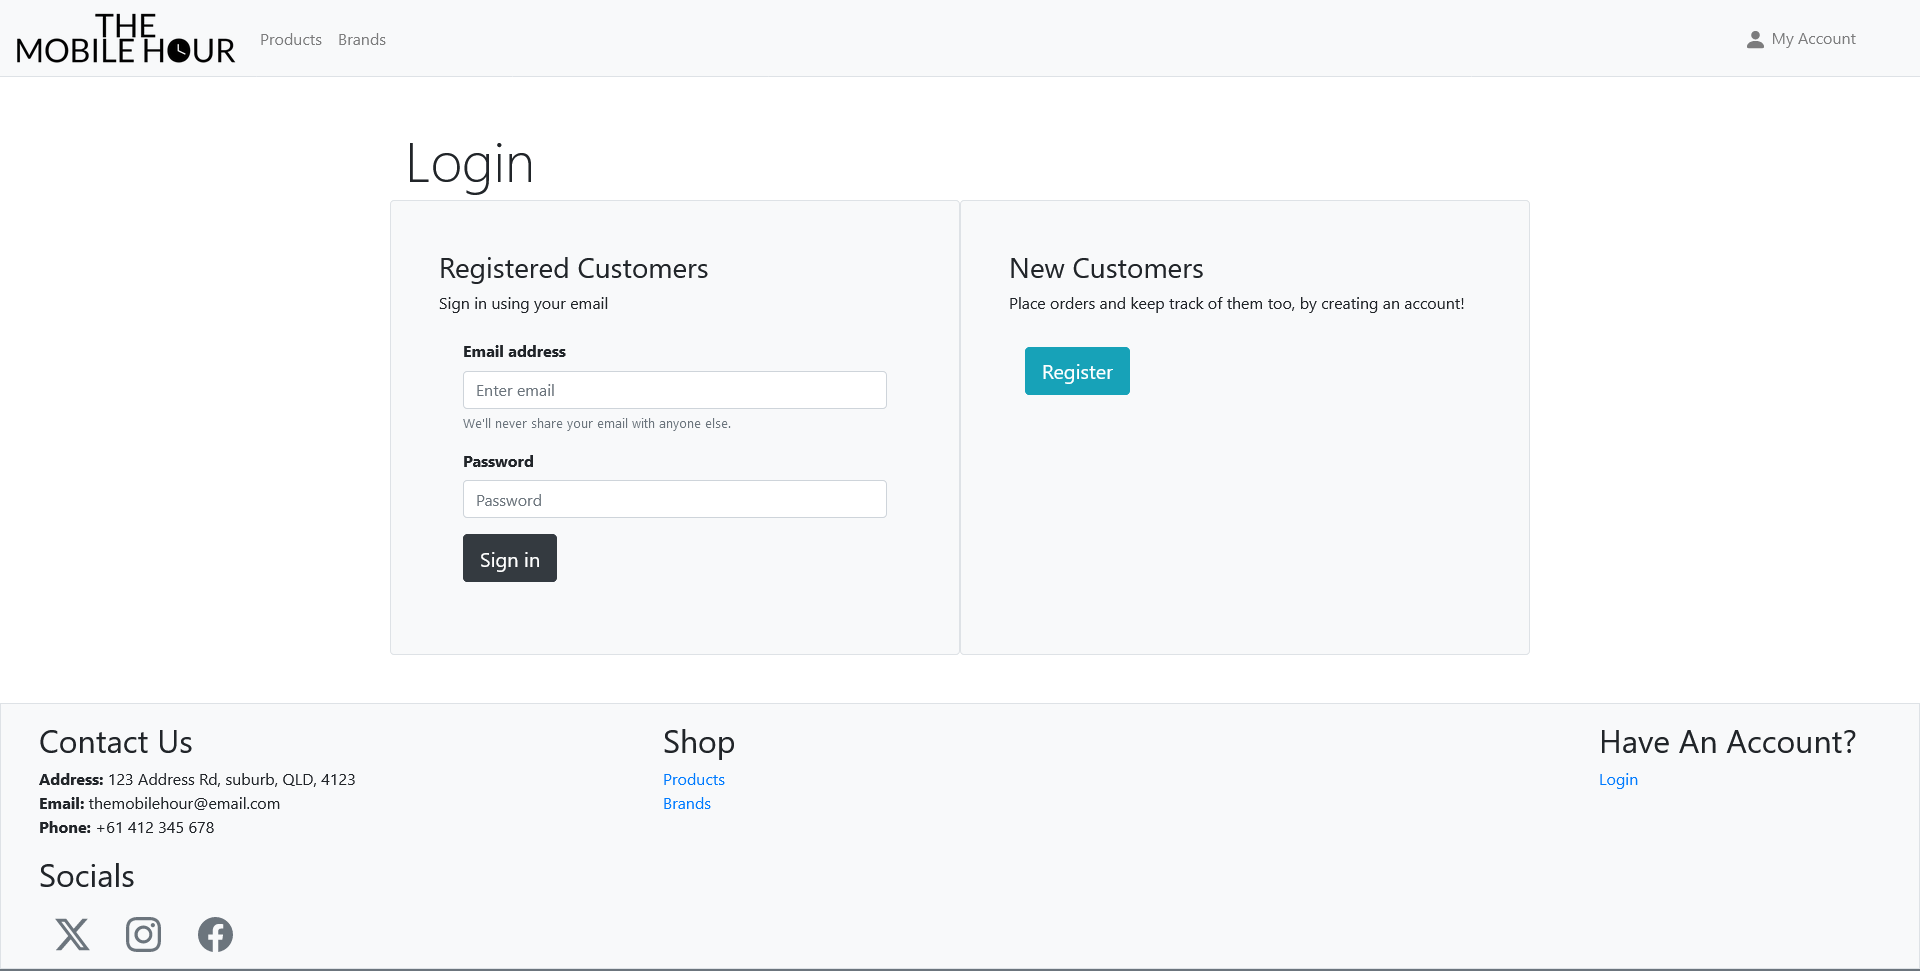 THE
MOBILE HOUR
Products
Brands
My Account
Login
Registered Customers
Sign in using your email
Email address
Enter email
We'll never share your email with anyone else.
Password
Password
Sign in
New Customers
Place orders and keep track of them too, by creating an account!
Register
Contact Us
Address: 123 Address Rd, suburb, QLD, 4123
Email: themobilehour@email.com
Phone: +61 412 345 678
Socials
Shop
Products
Brands
Have An Account?
Login